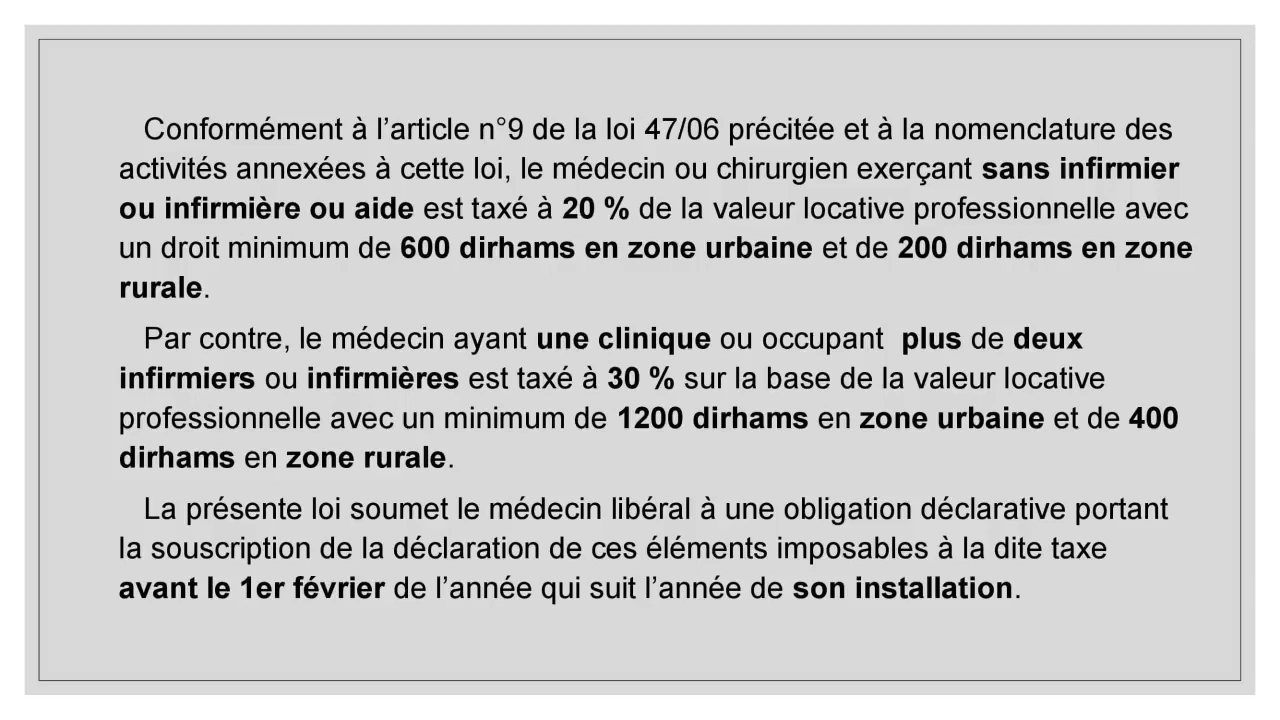 Conformément à l’article n°9 de la loi 47/06 précitée et à la nomenclature des
activités annexées à cette loi, le médecin ou chirurgien exerçant sans infirmier
ou infirmière ou aide est taxé à 20 % de la valeur locative professionnelle avec
un droit minimum de 600 dirhams en zone urbaine et de 200 dirhams en zone
rurale.
Par contre, le médecin ayant une clinique ou occupant  plus de deux
infirmiers ou infirmières est taxé à 30 % sur la base de la valeur locative
professionnelle avec un minimum de 1200 dirhams en zone urbaine et de 400
dirhams en zone rurale.
La présente loi soumet le médecin libéral à une obligation déclarative portant
la souscription de la déclaration de ces éléments imposables à la dite taxe
avant le 1er février de l’année qui suit l’année de son installation.